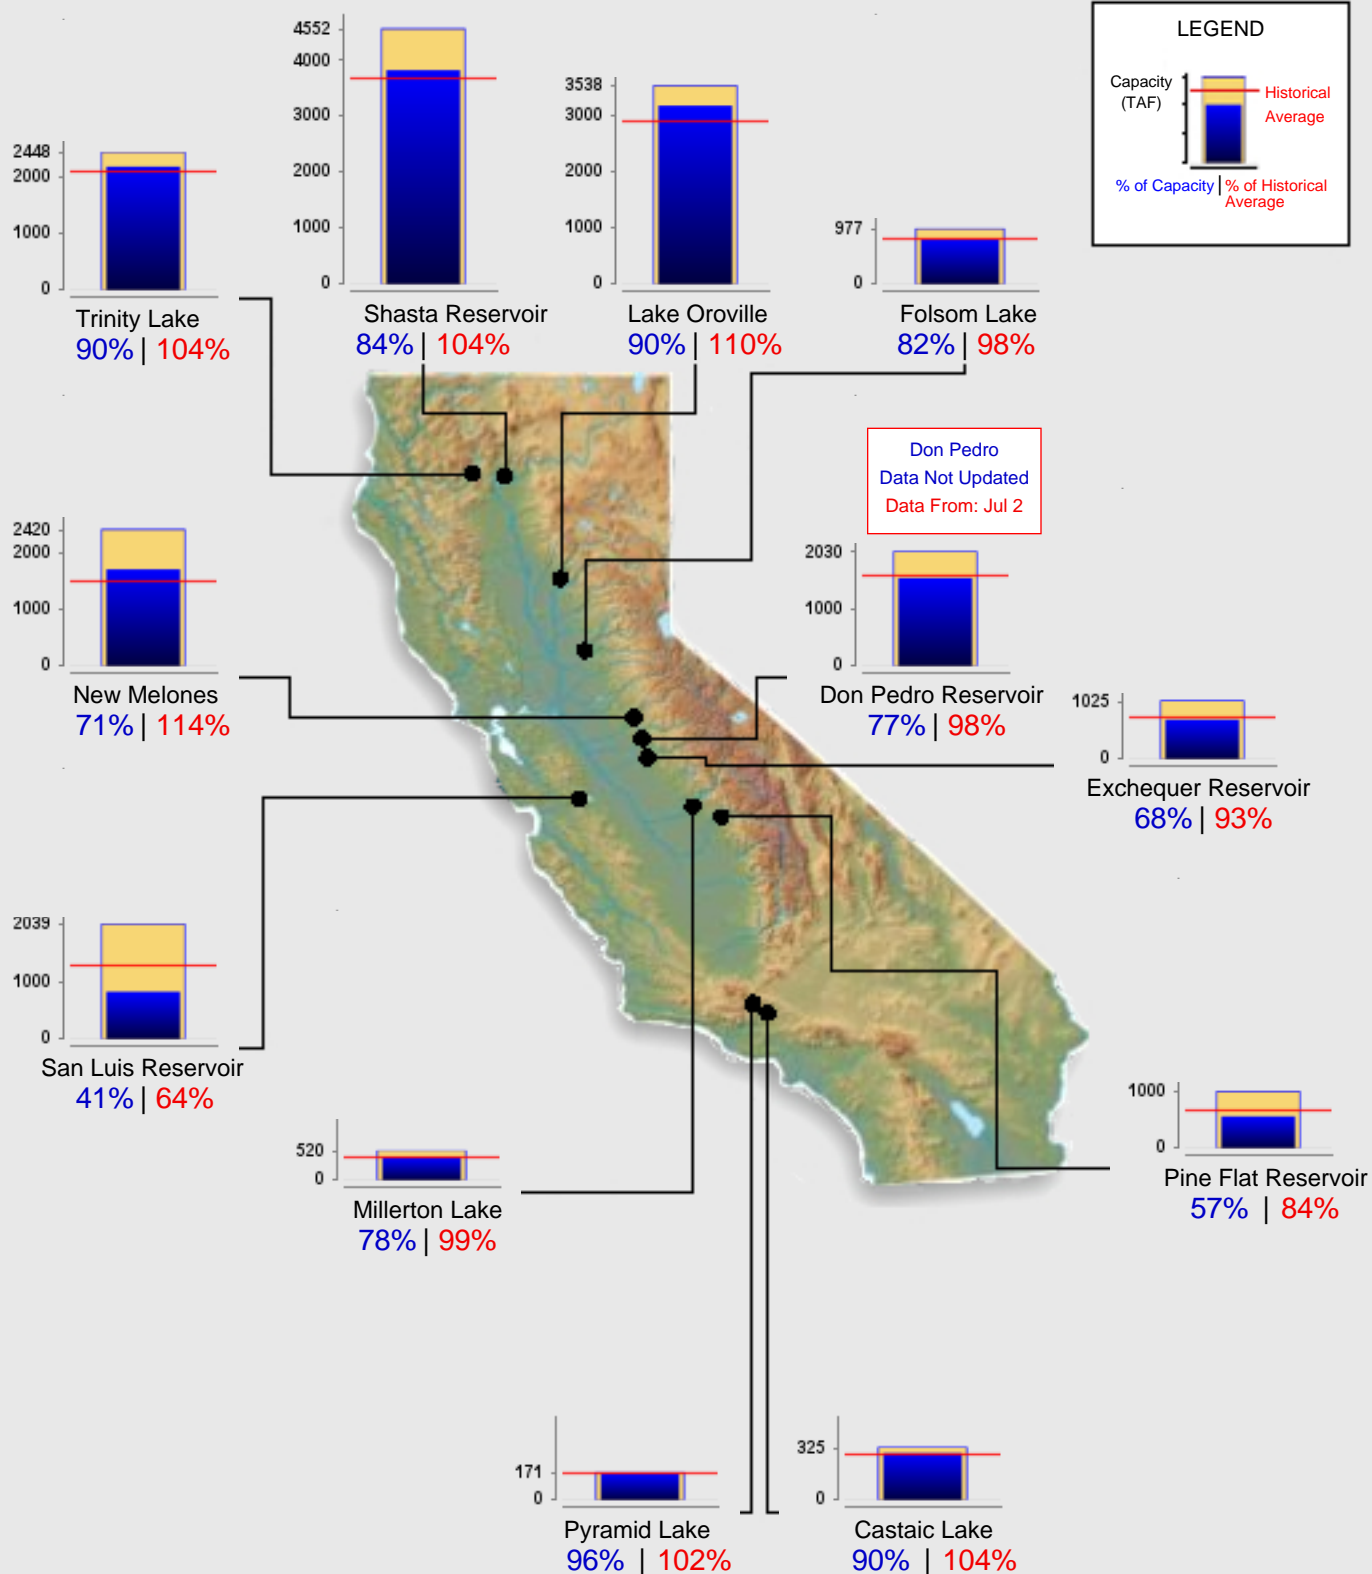 LEGEND
Capacity
(TAF)
Historical
Average
% of Capacity | % of Historical
Average
4552
4000
3000
2000
1000
0
Shasta Reservoir
84% | 104%
3538
3000
2000
1000
0
Lake Oroville
90% | 110%
2448
2000
1000
0
Trinity Lake
90% | 104%
977
0
Folsom Lake
82% | 98%
Don Pedro
Data Not Updated
Data From: Jul 2
2420
2000
1000
0
New Melones
71% | 114%
2030
1000
0
Don Pedro Reservoir
77% | 98%
1025
0
Exchequer Reservoir
68% | 93%
2039
1000
0
San Luis Reservoir
41% | 64%
520
0
Millerton Lake
78% | 99%
1000
0
Pine Flat Reservoir
57% | 84%
171
0
Pyramid Lake
96% | 102%
325
0
Castaic Lake
90% | 104%